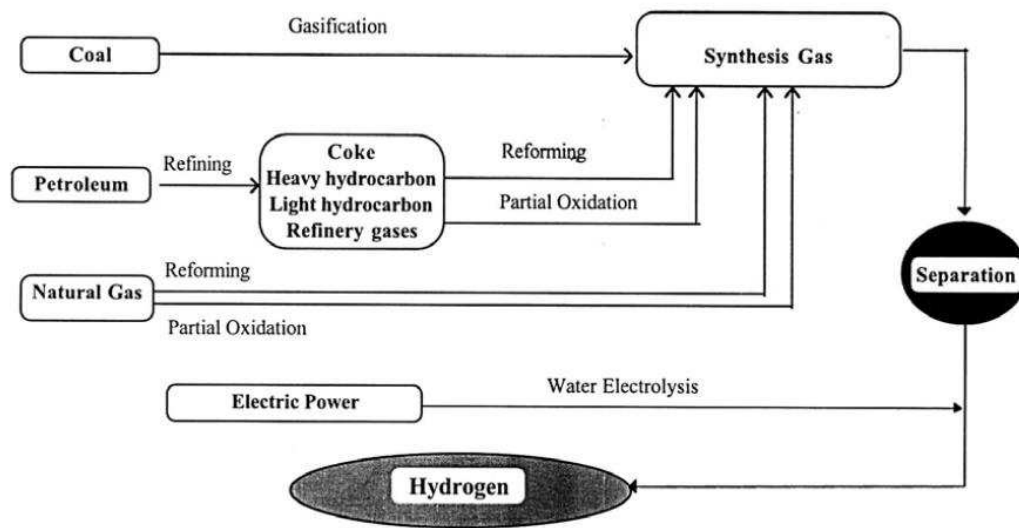 Gasification
Coal
Synthesis Gas
Petroleum
Refining
Coke
Heavy hydrocarbon
Light hydrocarbon
Refinery gases
Reforming
Partial Oxidation
Separation
Natural Gas
Reforming
Partial Oxidation
Water Electrolysis
Electric Power
Hydrogen